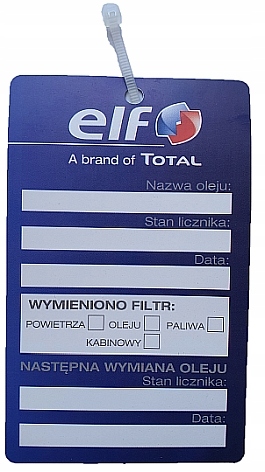 elf
A brand of TOTAL
Nazwa oleju:
Stan licznika:
Data:
WYMIENIONO FILTR:
POWIETRZA OLEJU PALIWA
KABINOWY
NASTĘPNA WYMIANA OLEJU
Stan licznika:
Data: